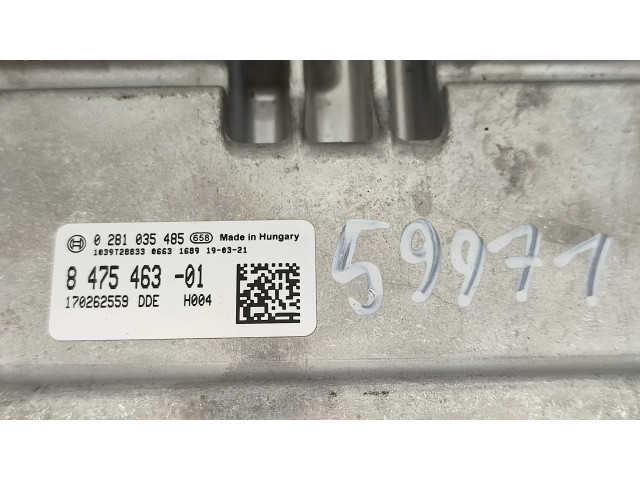 0 281 035 485 658 Made in Hungary
1039T28833 0663 1689 19-03-21
8 475 463 -01
170262559 DDE H004
59971